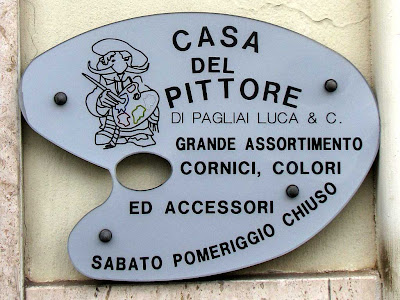 CASA
DEL
PITTORE
DI PAGLIAI LUCA & C.
GRANDE ASSORTIMENTO
CORNICI, COLORI
ED ACCESSORI
SABATO POMERIGGIO CHIUSO